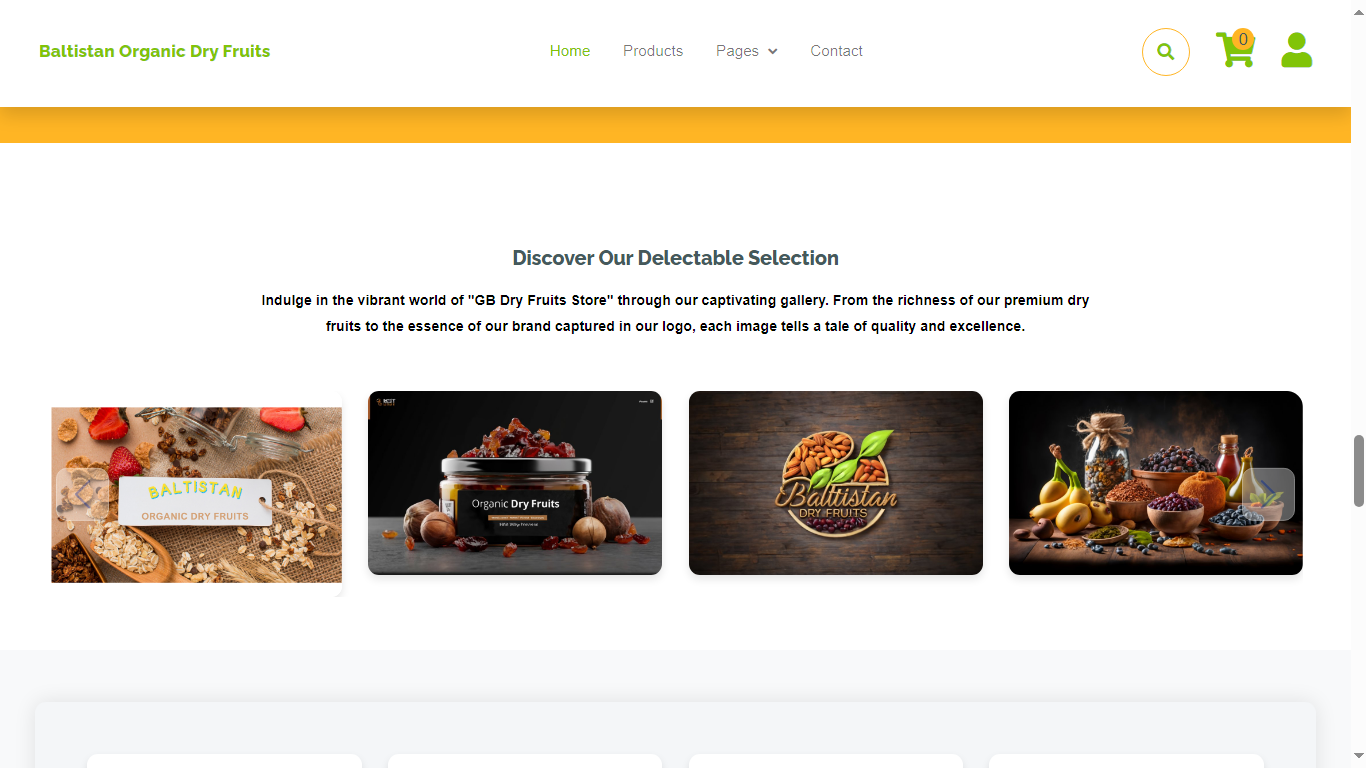 Baltistan Organic Dry Fruits
Home Products Pages Contact
0
Discover Our Delectable Selection
Indulge in the vibrant world of "GB Dry Fruits Store" through our captivating gallery. From the richness of our premium dry
fruits to the essence of our brand captured in our logo, each image tells a tale of quality and excellence.
BALTISTAN
ORGANIC DRY FRUITS
Organic Dry Fruits
Balttistan
DRY FRUITS